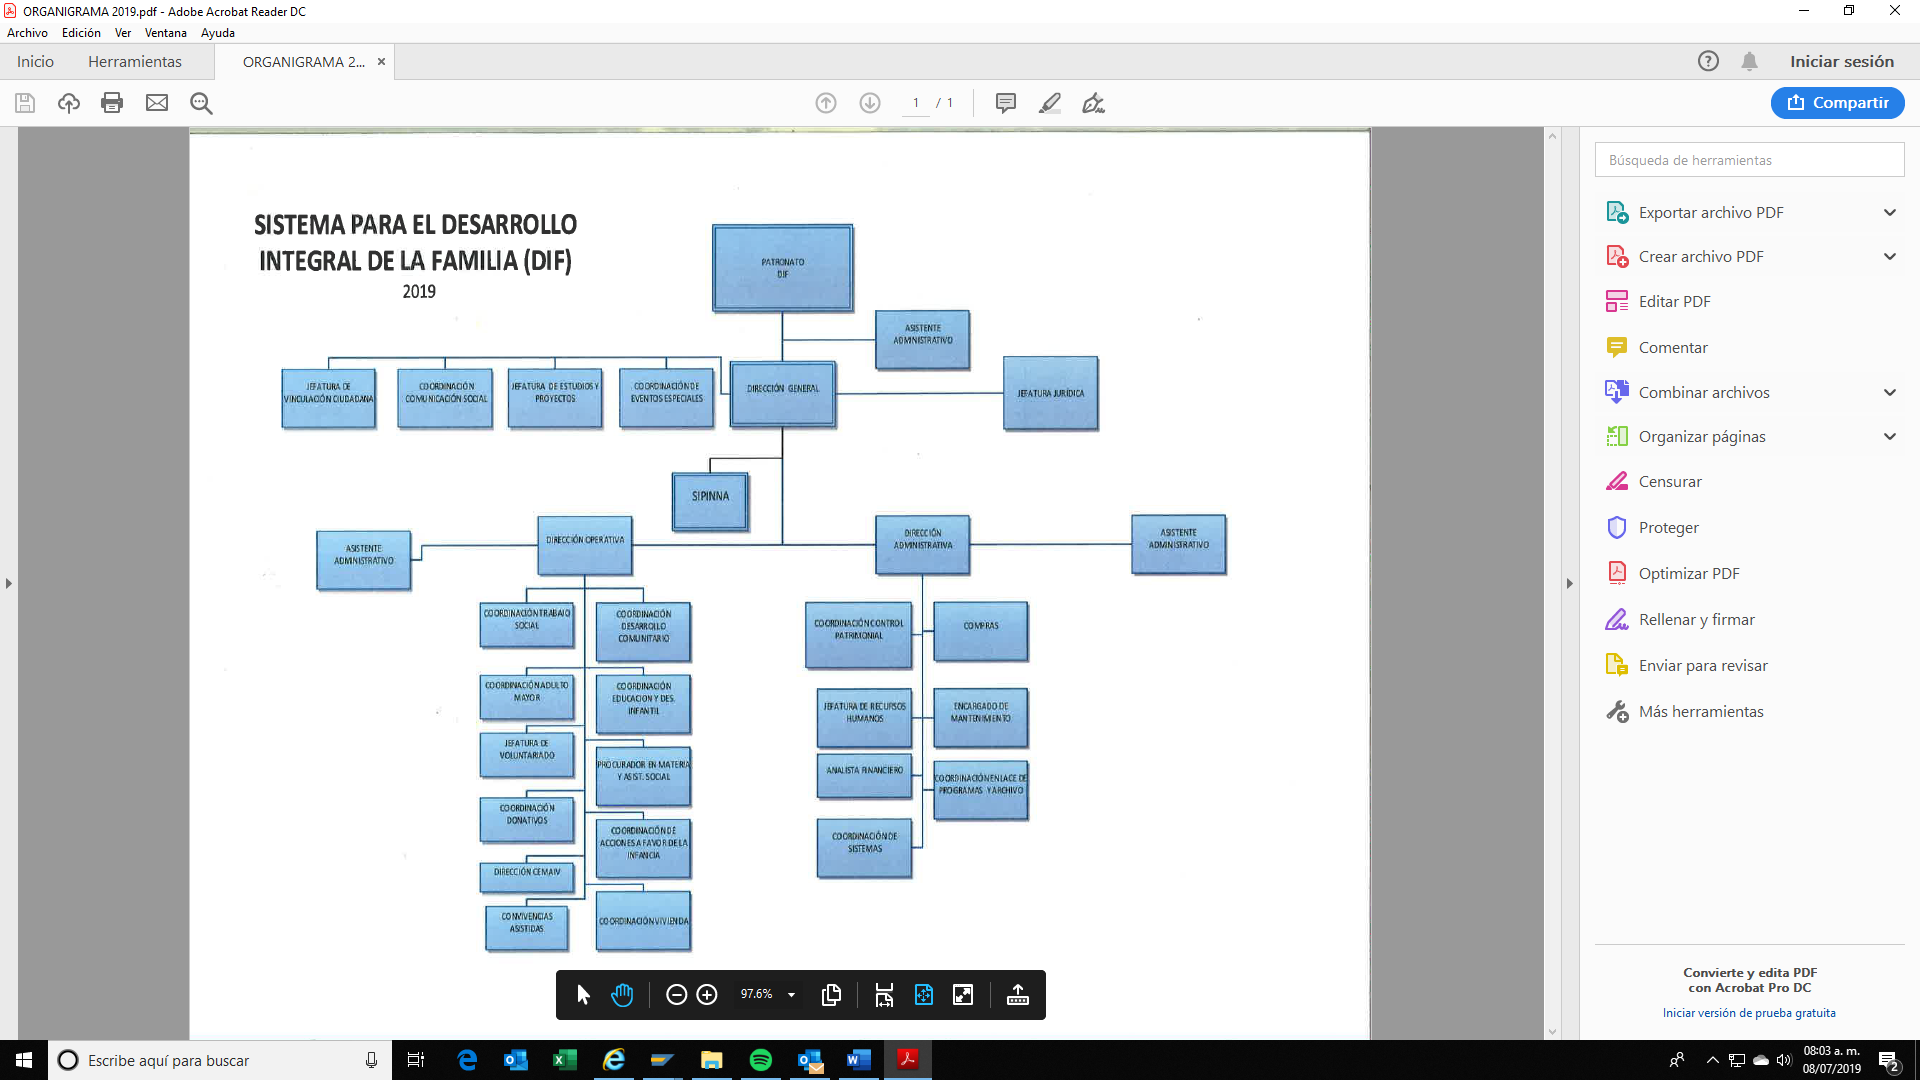 ORGANIGRAMA 2019.pdf - Adobe Acrobat Reader DC
Archivo Edición Ver Ventana Ayuda
Inicio Herramientas ORGANIGRAMA 2... × Iniciar sesión
1 / 1 Compartir
SISTEMA PARA EL DESARROLLO
INTEGRAL DE LA FAMILIA (DIF)
2019
PATRONATO
DIF
ASISTENTE
ADMINISTRATIVO
JEFATURA DE
VINCULACIÓN CIUDADANA
COORDINACIÓN
COMUNICACIÓN SOCIAL
JEFATURA DE ESTUDIOS Y
PROYECTOS
COORDINACIÓN DE
EVENTOS ESPECIALES
DIRECCIÓN GENERAL
JEFATURA JURÍDICA
SIPINNA
ASISTENTE
ADMINISTRATIVO
DIRECCIÓN OPERATIVA
DIRECCIÓN
ADMINISTRATIVA
ASISTENTE
ADMINISTRATIVO
COORDINACIÓN TRABAJO
SOCIAL
COORDINACIÓN
DESARROLLO
COMUNITARIO
COORDINACIÓN ADULTO
MAYOR
COORDINACIÓN
EDUCACION Y DES.
INFANTIL
JEFATURA DE
VOLUNTARIADO
PROCURADOR EN MATERIA
Y ASIST. SOCIAL
COORDINACIÓN
DONATIVOS
COORDINACIÓN DE
ACCIONES A FAVOR DE LA
INFANCIA
DIRECCIÓN CEMAIV
CONVIVENCIAS
ASISTIDAS
COORDINACIÓN VIVIENDA
COORDINACIÓN CONTROL
PATRIMONIAL
COMPRAS
JEFATURA DE RECURSOS
HUMANOS
ENCARGADO DE
MANTENIMIENTO
ANALISTA FINANCIERO
COORDINACIÓN ENLACE DE
PROGRAMAS Y ARCHIVO
COORDINACIÓN DE
SISTEMAS
97.6%
Búsqueda de herramientas
Exportar archivo PDF
Crear archivo PDF
Editar PDF
Comentar
Combinar archivos
Organizar páginas
Censurar
Proteger
Optimizar PDF
Rellenar y firmar
Enviar para revisar
Más herramientas
Convierte y edita PDF
con Acrobat Pro DC
Iniciar versión de prueba gratuita
Escribe aquí para buscar
08:03 a. m.
08/07/2019
2